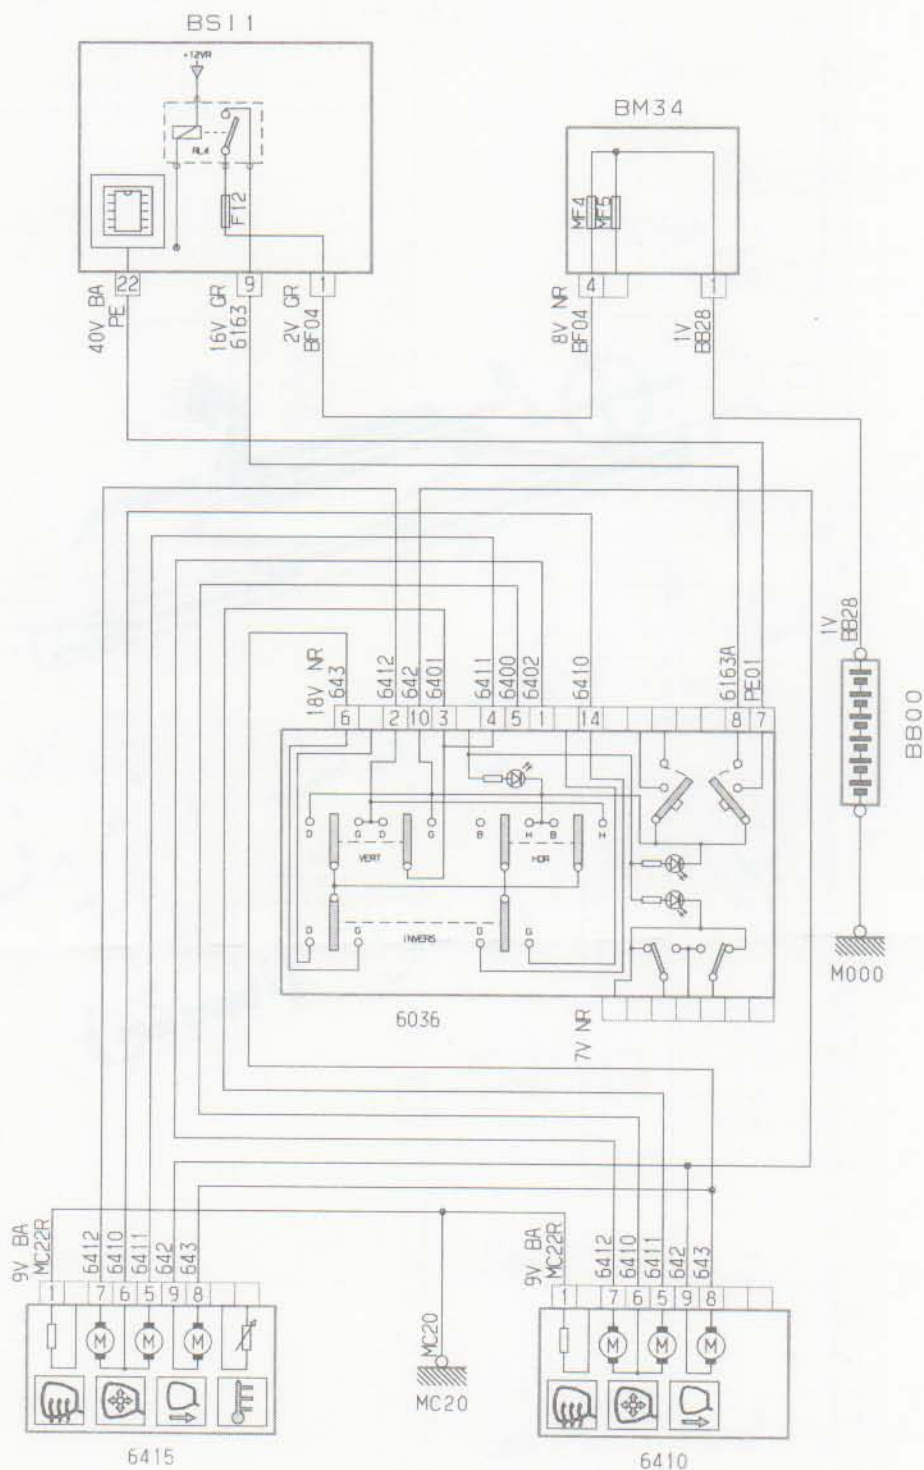 BSI1
+12VR
RL4
F12
22
9
1
40V BA
PE
16V GR
6163
2V GR
BF04
BM34
MF4
MF5
4
1
8V NR
BF04
1V
BB28
1V
BB28
BB00
M000
18V NR
643
6412
642
6401
6411
6400
6402
6410
6163A
PE01
6
2
10
3
4
5
1
14
8
7
D
G
D
G
B
H
B
H
VERT
HOR
D
G
INVERS
D
G
6036
7V NR
9V BA
MC22R
6412
6410
6411
642
643
1
7
6
5
9
8
M
M
M
6415
MC20
MC20
9V BA
MC22R
6412
6410
6411
642
643
1
7
6
5
9
8
M
M
M
6410